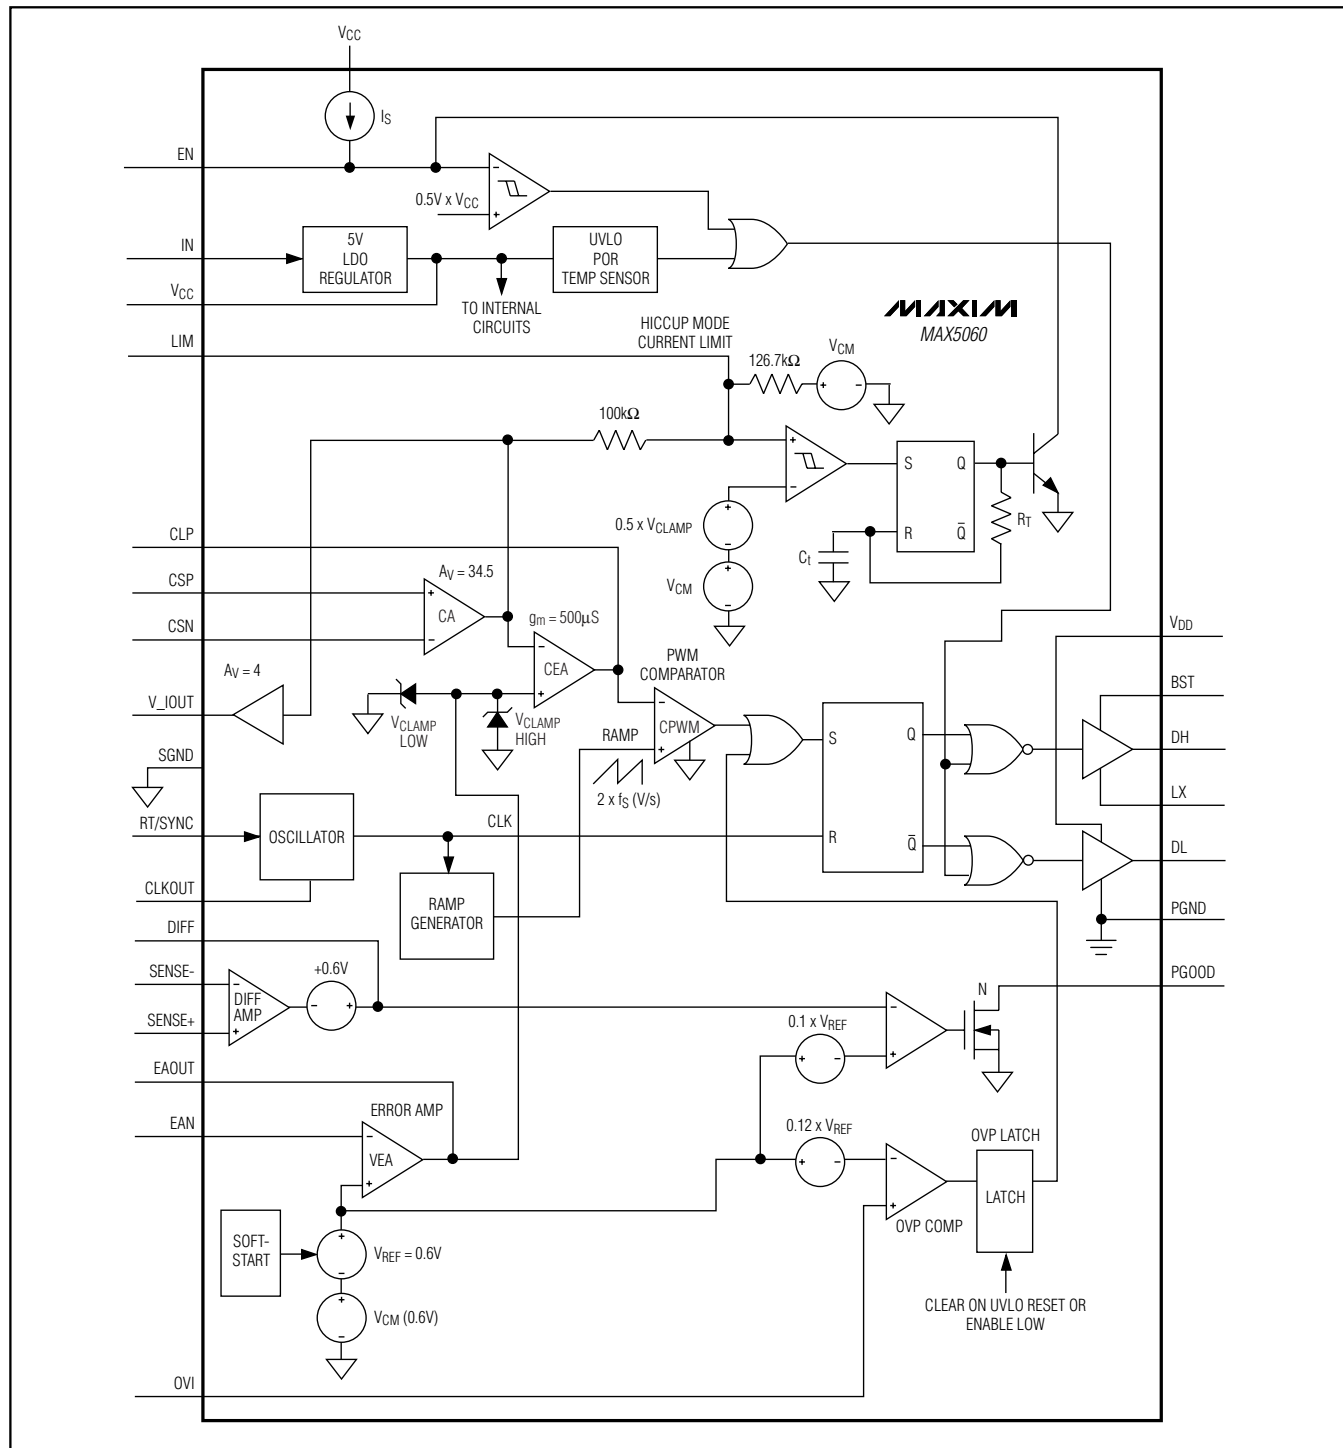 VCC
IS
EN
0.5V x VCC
IN
5V
LDO
REGULATOR
UVLO
POR
TEMP SENSOR
VCC
TO INTERNAL
CIRCUITS
MAXIM
MAX5060
LIM
HICCUP MODE
CURRENT LIMIT
126.7kΩ
VCM
+ -
100kΩ
+
-
S Q
R Q̅
RT
Ct
0.5 x VCLAMP
+
-
VCM
+
-
CLP
CSP
CSN
AV = 34.5
+
CA
-
gm = 500µS
-
CEA
+
PWM
COMPARATOR
-
CPWM
+
AV = 4
V_IOUT
VCLAMP
LOW
VCLAMP
HIGH
RAMP
2 x fS (V/s)
SGND
RT/SYNC
OSCILLATOR
CLK
CLKOUT
RAMP
GENERATOR
S Q
R Q̅
VDD
BST
DH
LX
DL
PGND
PGOOD
DIFF
SENSE-
SENSE+
-
DIFF
AMP
+
+0.6V
- +
0.1 x VREF
+ -
-
+
N
EAOUT
EAN
ERROR AMP
-
VEA
+
0.12 x VREF
+ -
-
+
OVP COMP
OVP LATCH
LATCH
CLEAR ON UVLO RESET OR
ENABLE LOW
SOFT-
START
+
-
VREF = 0.6V
+
-
VCM (0.6V)
OVI